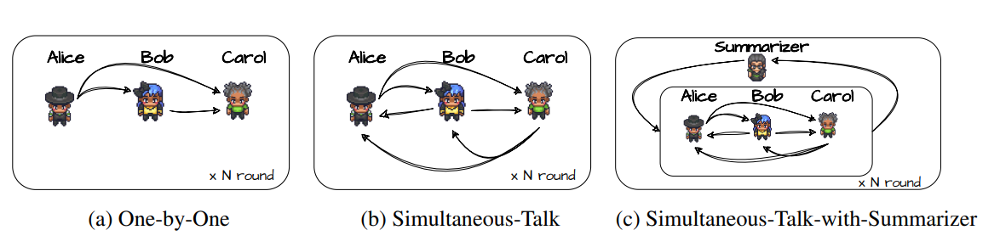 Alice Bob Carol
x N round
(a) One-by-One
Alice Bob Carol
x N round
(b) Simultaneous-Talk
Summarizer
Alice Bob Carol
x N round
(c) Simultaneous-Talk-with-Summarizer